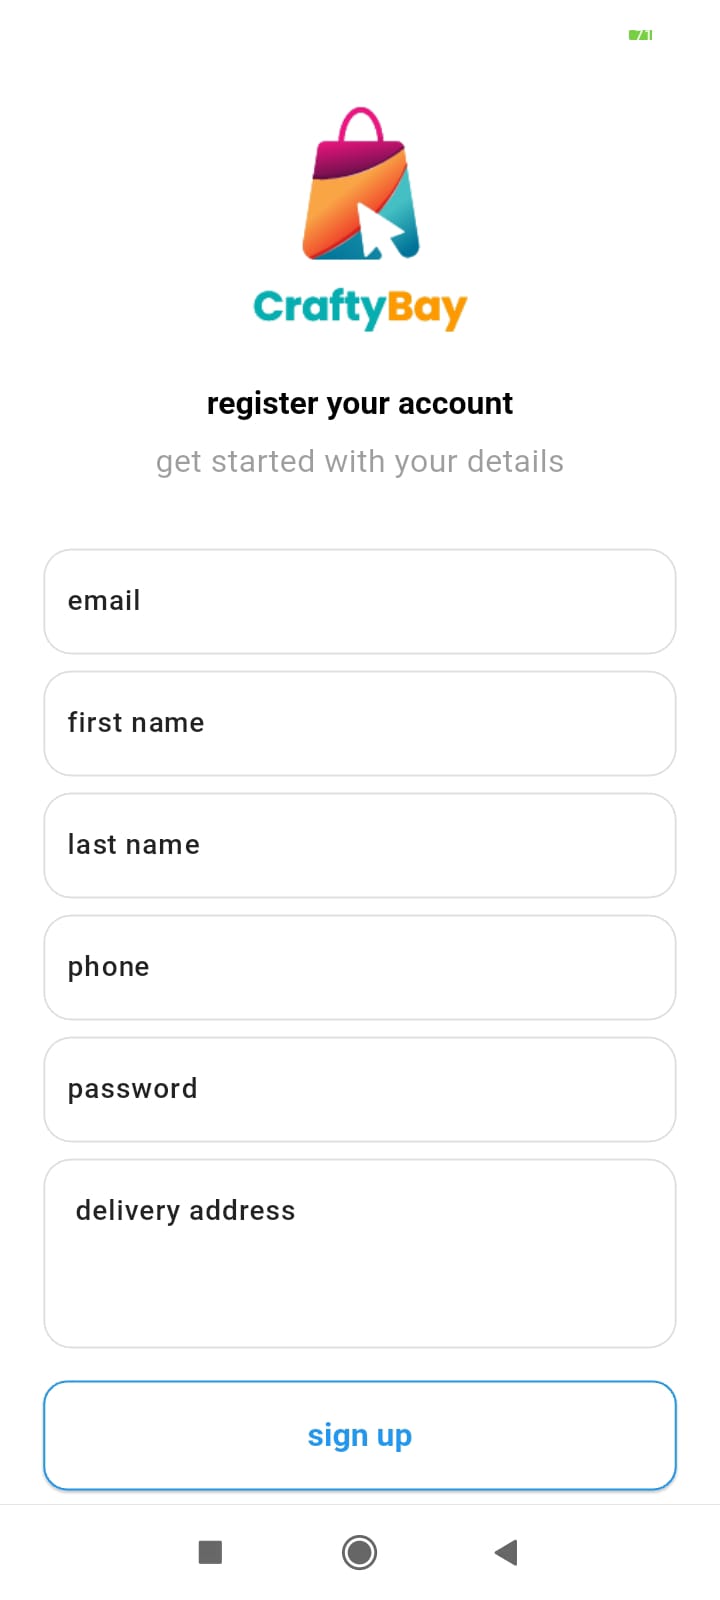 CraftyBay
register your account
get started with your details
email
first name
last name
phone
password
delivery address
sign up